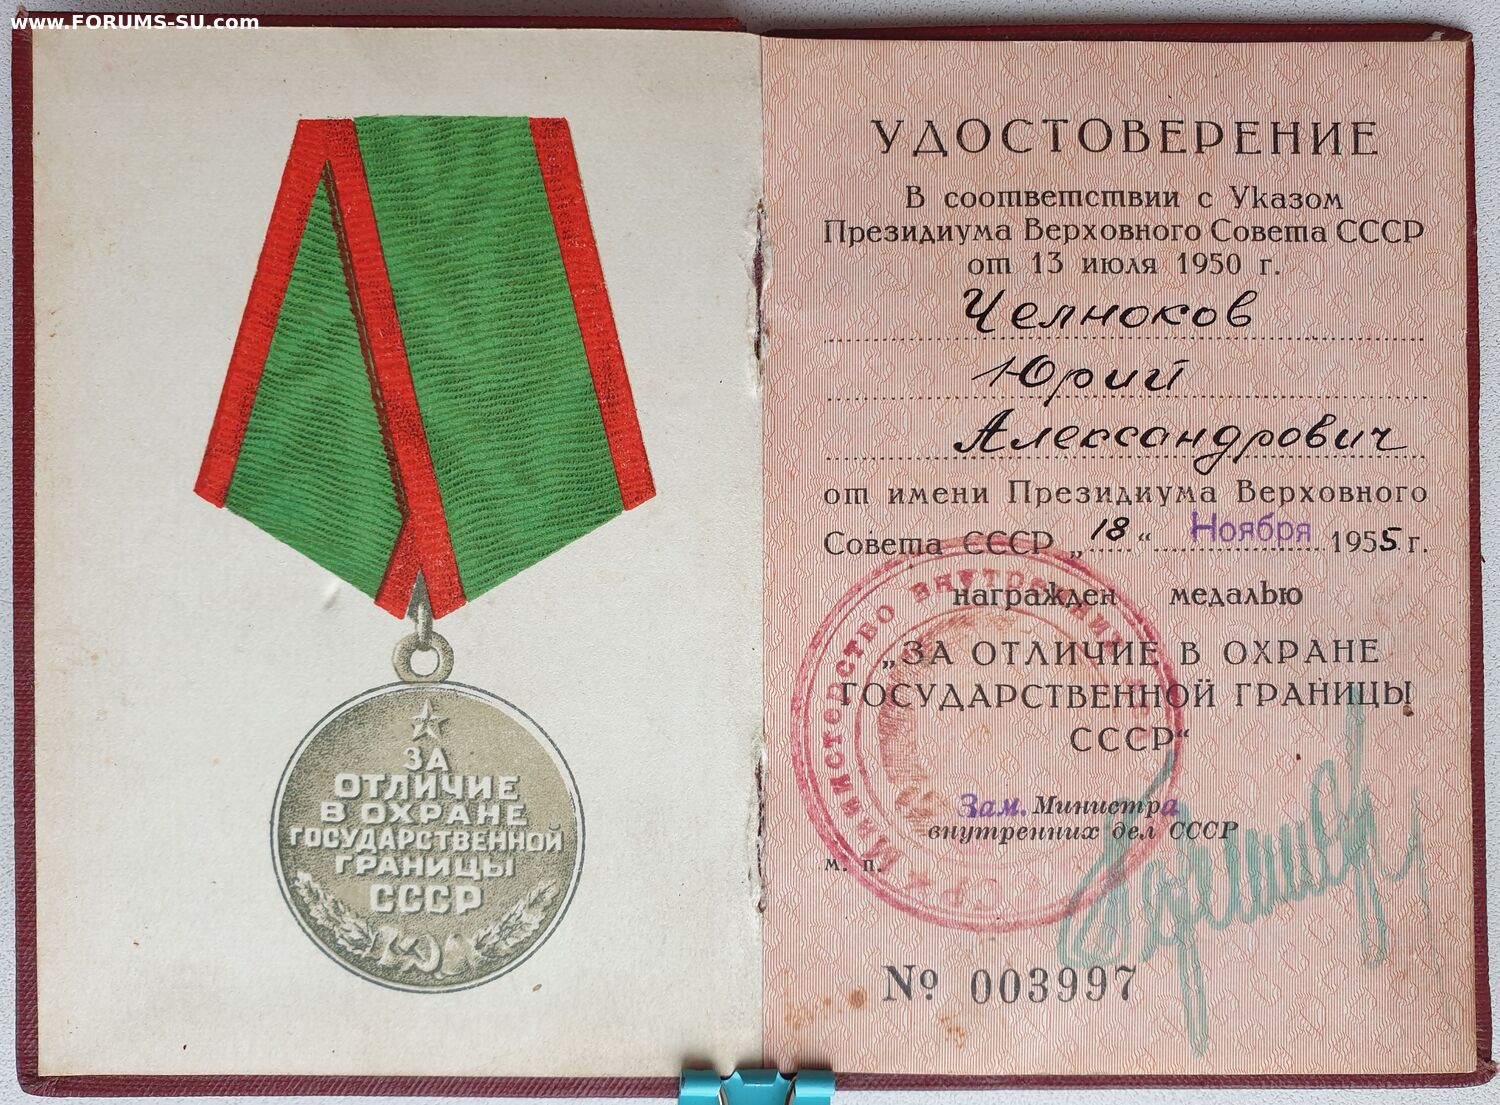 www.FORUMS-SU.com
ЗА
ОТЛИЧИЕ
В ОХРАНЕ
ГОСУДАРСТВЕННОЙ
ГРАНИЦЫ
СССР
УДОСТОВЕРЕНИЕ
В соответствии с Указом
Президиума Верховного Совета СССР
от 13 июля 1950 г.
Челноков
Юрий
Александрович
от имени Президиума Верховного
Совета СССР „18“ Ноября 1955 г.
награжден медалью
„ЗА ОТЛИЧИЕ В ОХРАНЕ
ГОСУДАРСТВЕННОЙ ГРАНИЦЫ
СССР“
МИНИСТЕРСТВО ВНУТРЕННИХ
Зам. Министра
внутренних дел СССР
м. п.
№ 003997